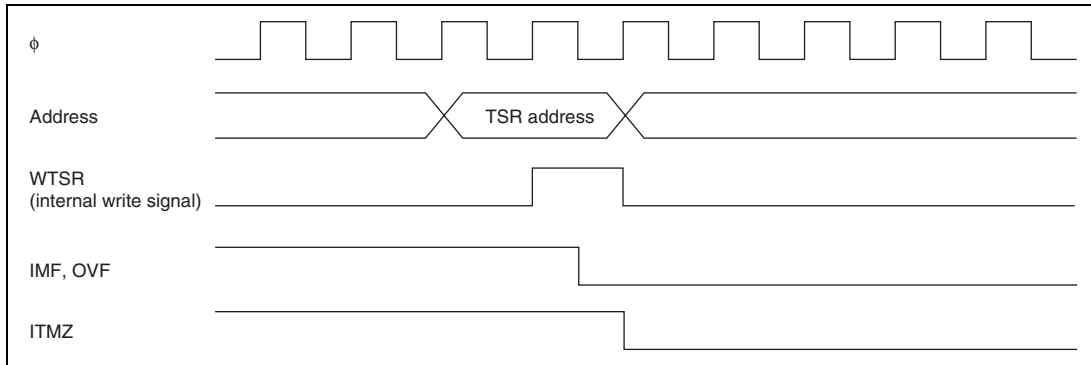 ϕ
Address
TSR address
WTSR
(internal write signal)
IMF, OVF
ITMZ